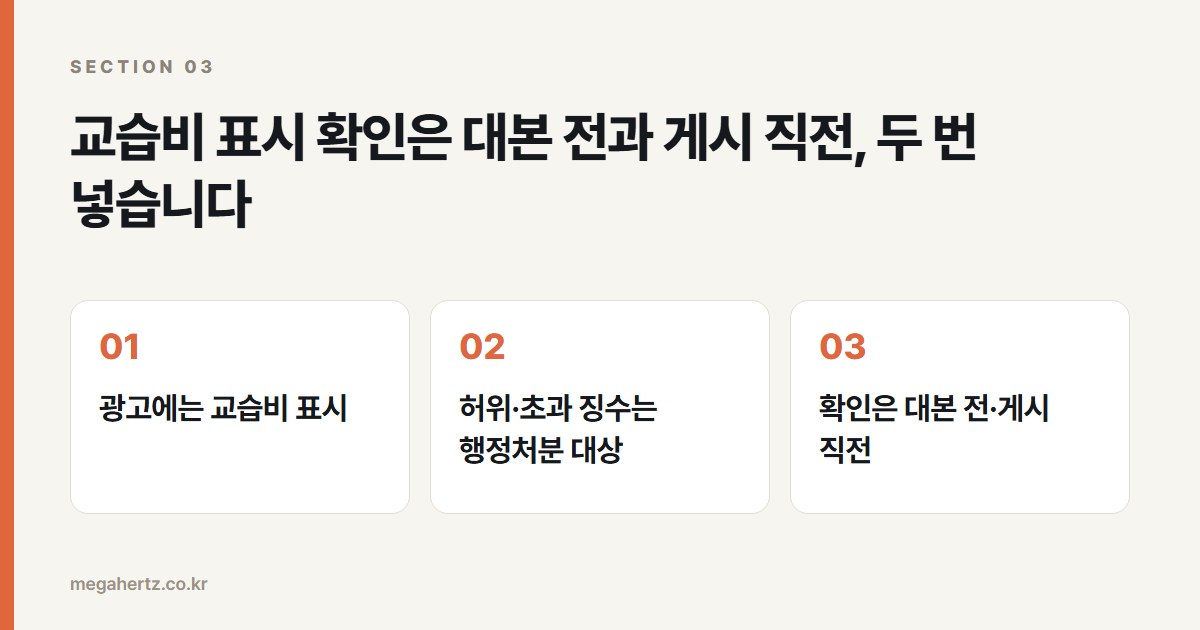 SECTION 03
교습비 표시 확인은 대본 전과 게시 직전, 두 번
넣습니다
01
광고에는 교습비 표시
02
허위·초과 징수는
행정처분 대상
03
확인은 대본 전·게시
직전
megahertz.co.kr